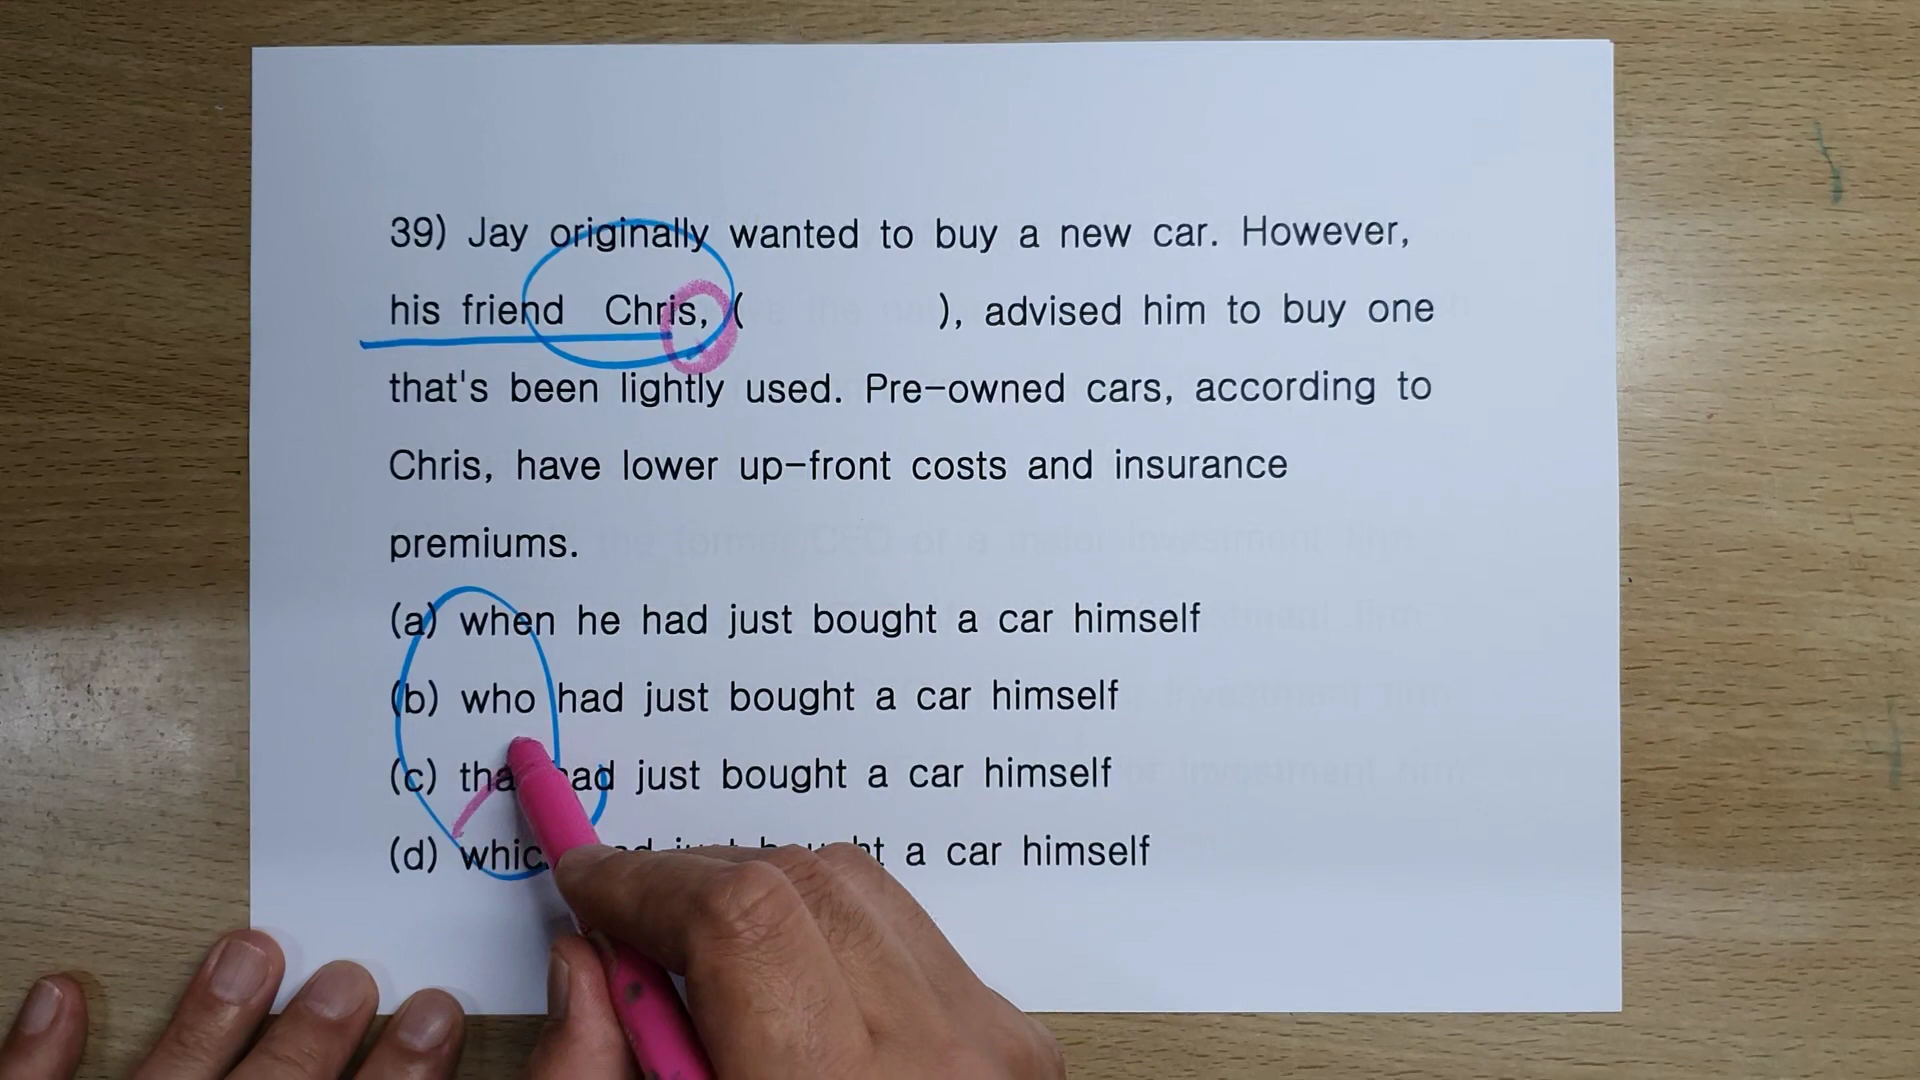 39) Jay originally wanted to buy a new car. However,
his friend Chris, ( ), advised him to buy one
that's been lightly used. Pre-owned cars, according to
Chris, have lower up-front costs and insurance
premiums.
(a) when he had just bought a car himself
(b) who had just bought a car himself
(c) had just bought a car himself
(d) a car himself